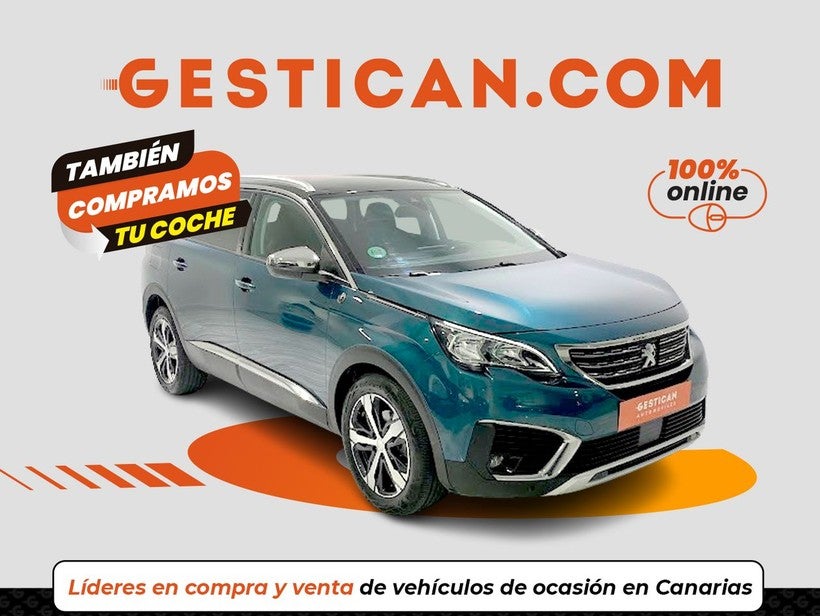 GESTICAN.COM
TAMBIÉN
COMPRAMOS
TU COCHE
100%
online
GESTICAN
AUTOMÓVILES
Líderes en compra y venta de vehículos de ocasión en Canarias